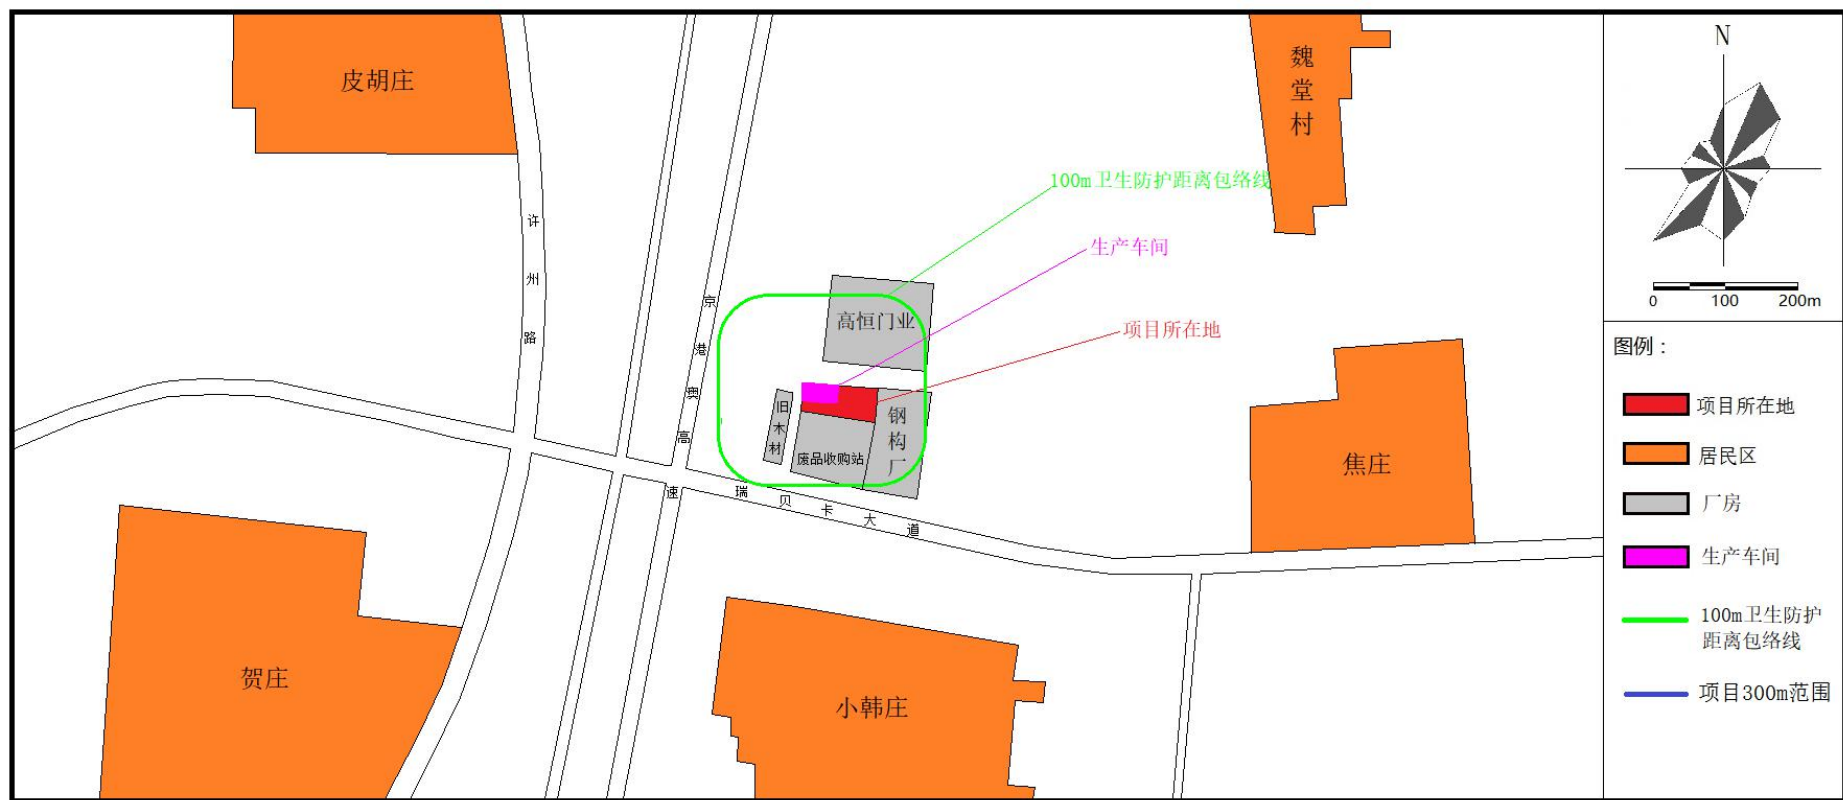 皮胡庄
魏堂村
N
100m卫生防护距离包络线
生产车间
项目所在地
许州路
京港奥高速
高恒门业
旧木材
钢构厂
废品收购站
瑞贝卡大道
焦庄
贺庄
小韩庄
0 100 200m
图例：
项目所在地
居民区
厂房
生产车间
100m卫生防护
距离包络线
项目300m范围